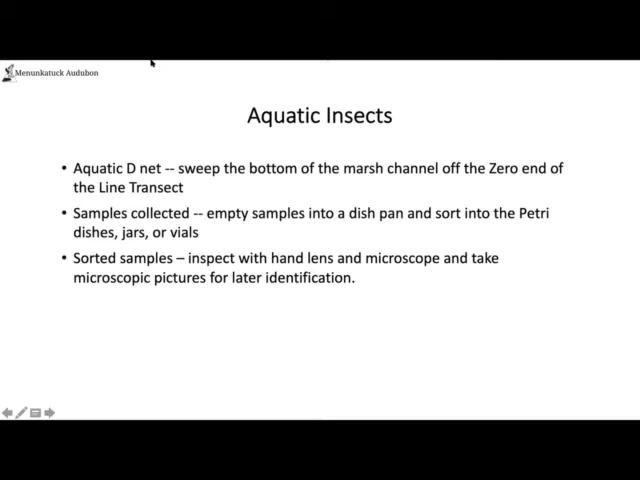 Menunkatuck Audubon
Aquatic Insects
• Aquatic D net -- sweep the bottom of the marsh channel off the Zero end of
the Line Transect
• Samples collected -- empty samples into a dish pan and sort into the Petri
dishes, jars, or vials
• Sorted samples – inspect with hand lens and microscope and take
microscopic pictures for later identification.